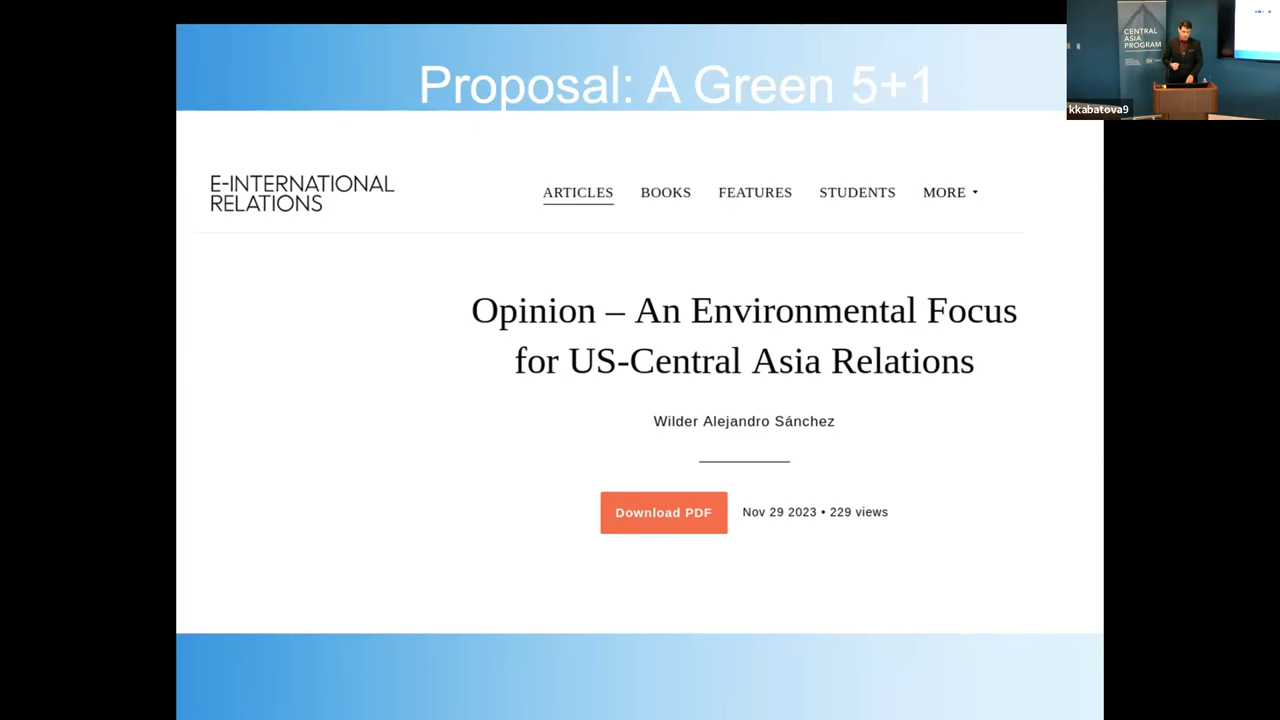 Proposal: A Green 5+1
CENTRAL
ASIA
PROGRAM
kkabatova9
E-INTERNATIONAL
RELATIONS
ARTICLES BOOKS FEATURES STUDENTS MORE
Opinion – An Environmental Focus
for US-Central Asia Relations
Wilder Alejandro Sánchez
Download PDF Nov 29 2023 • 229 views